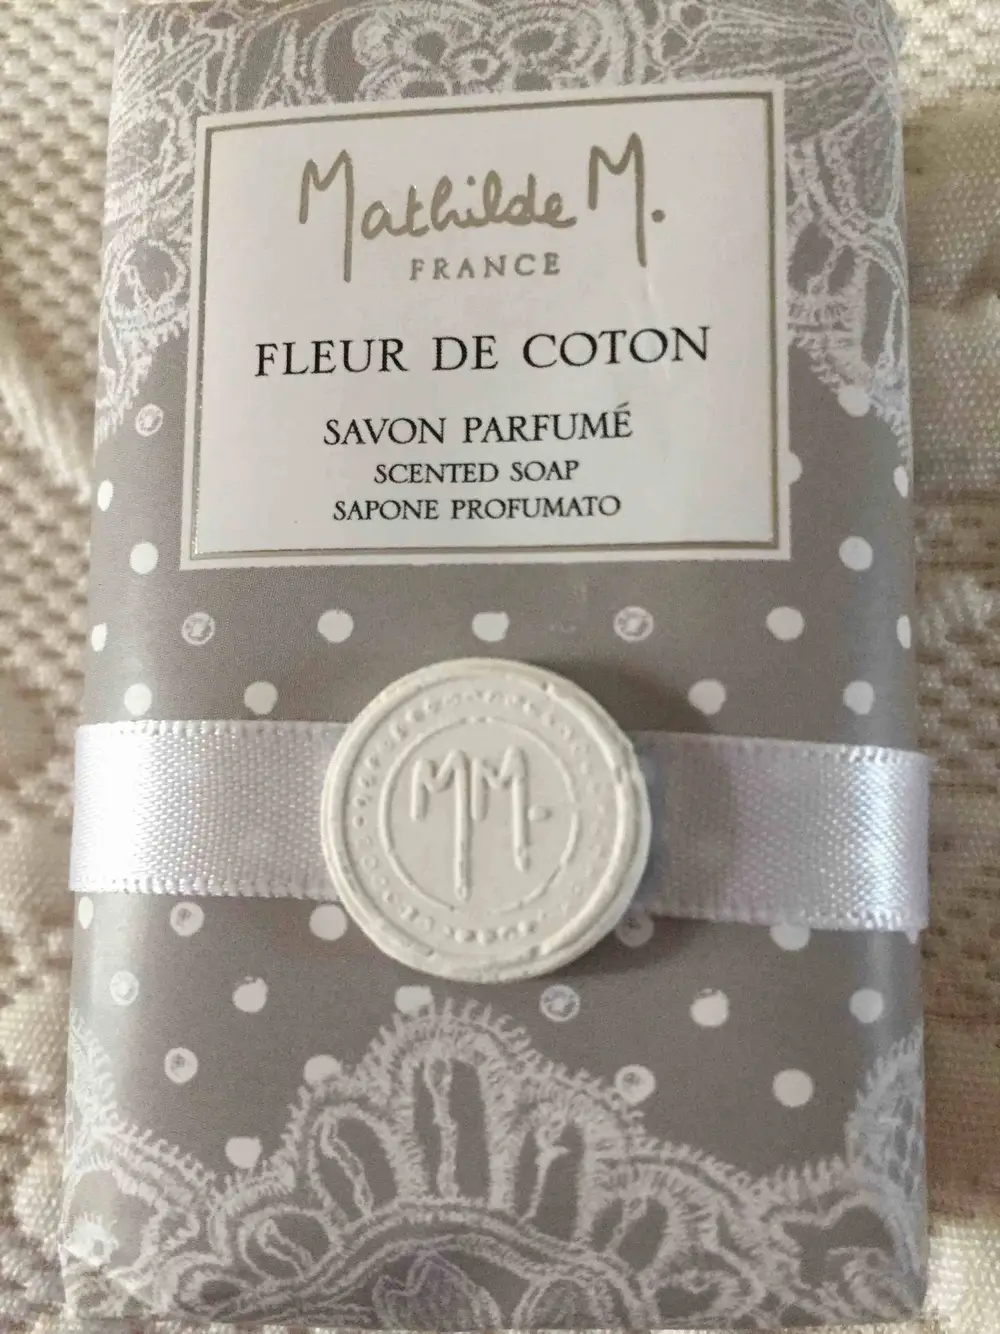 Mathilde M.
FRANCE
FLEUR DE COTON
SAVON PARFUMÉ
SCENTED SOAP
SAPONE PROFUMATO
MM.